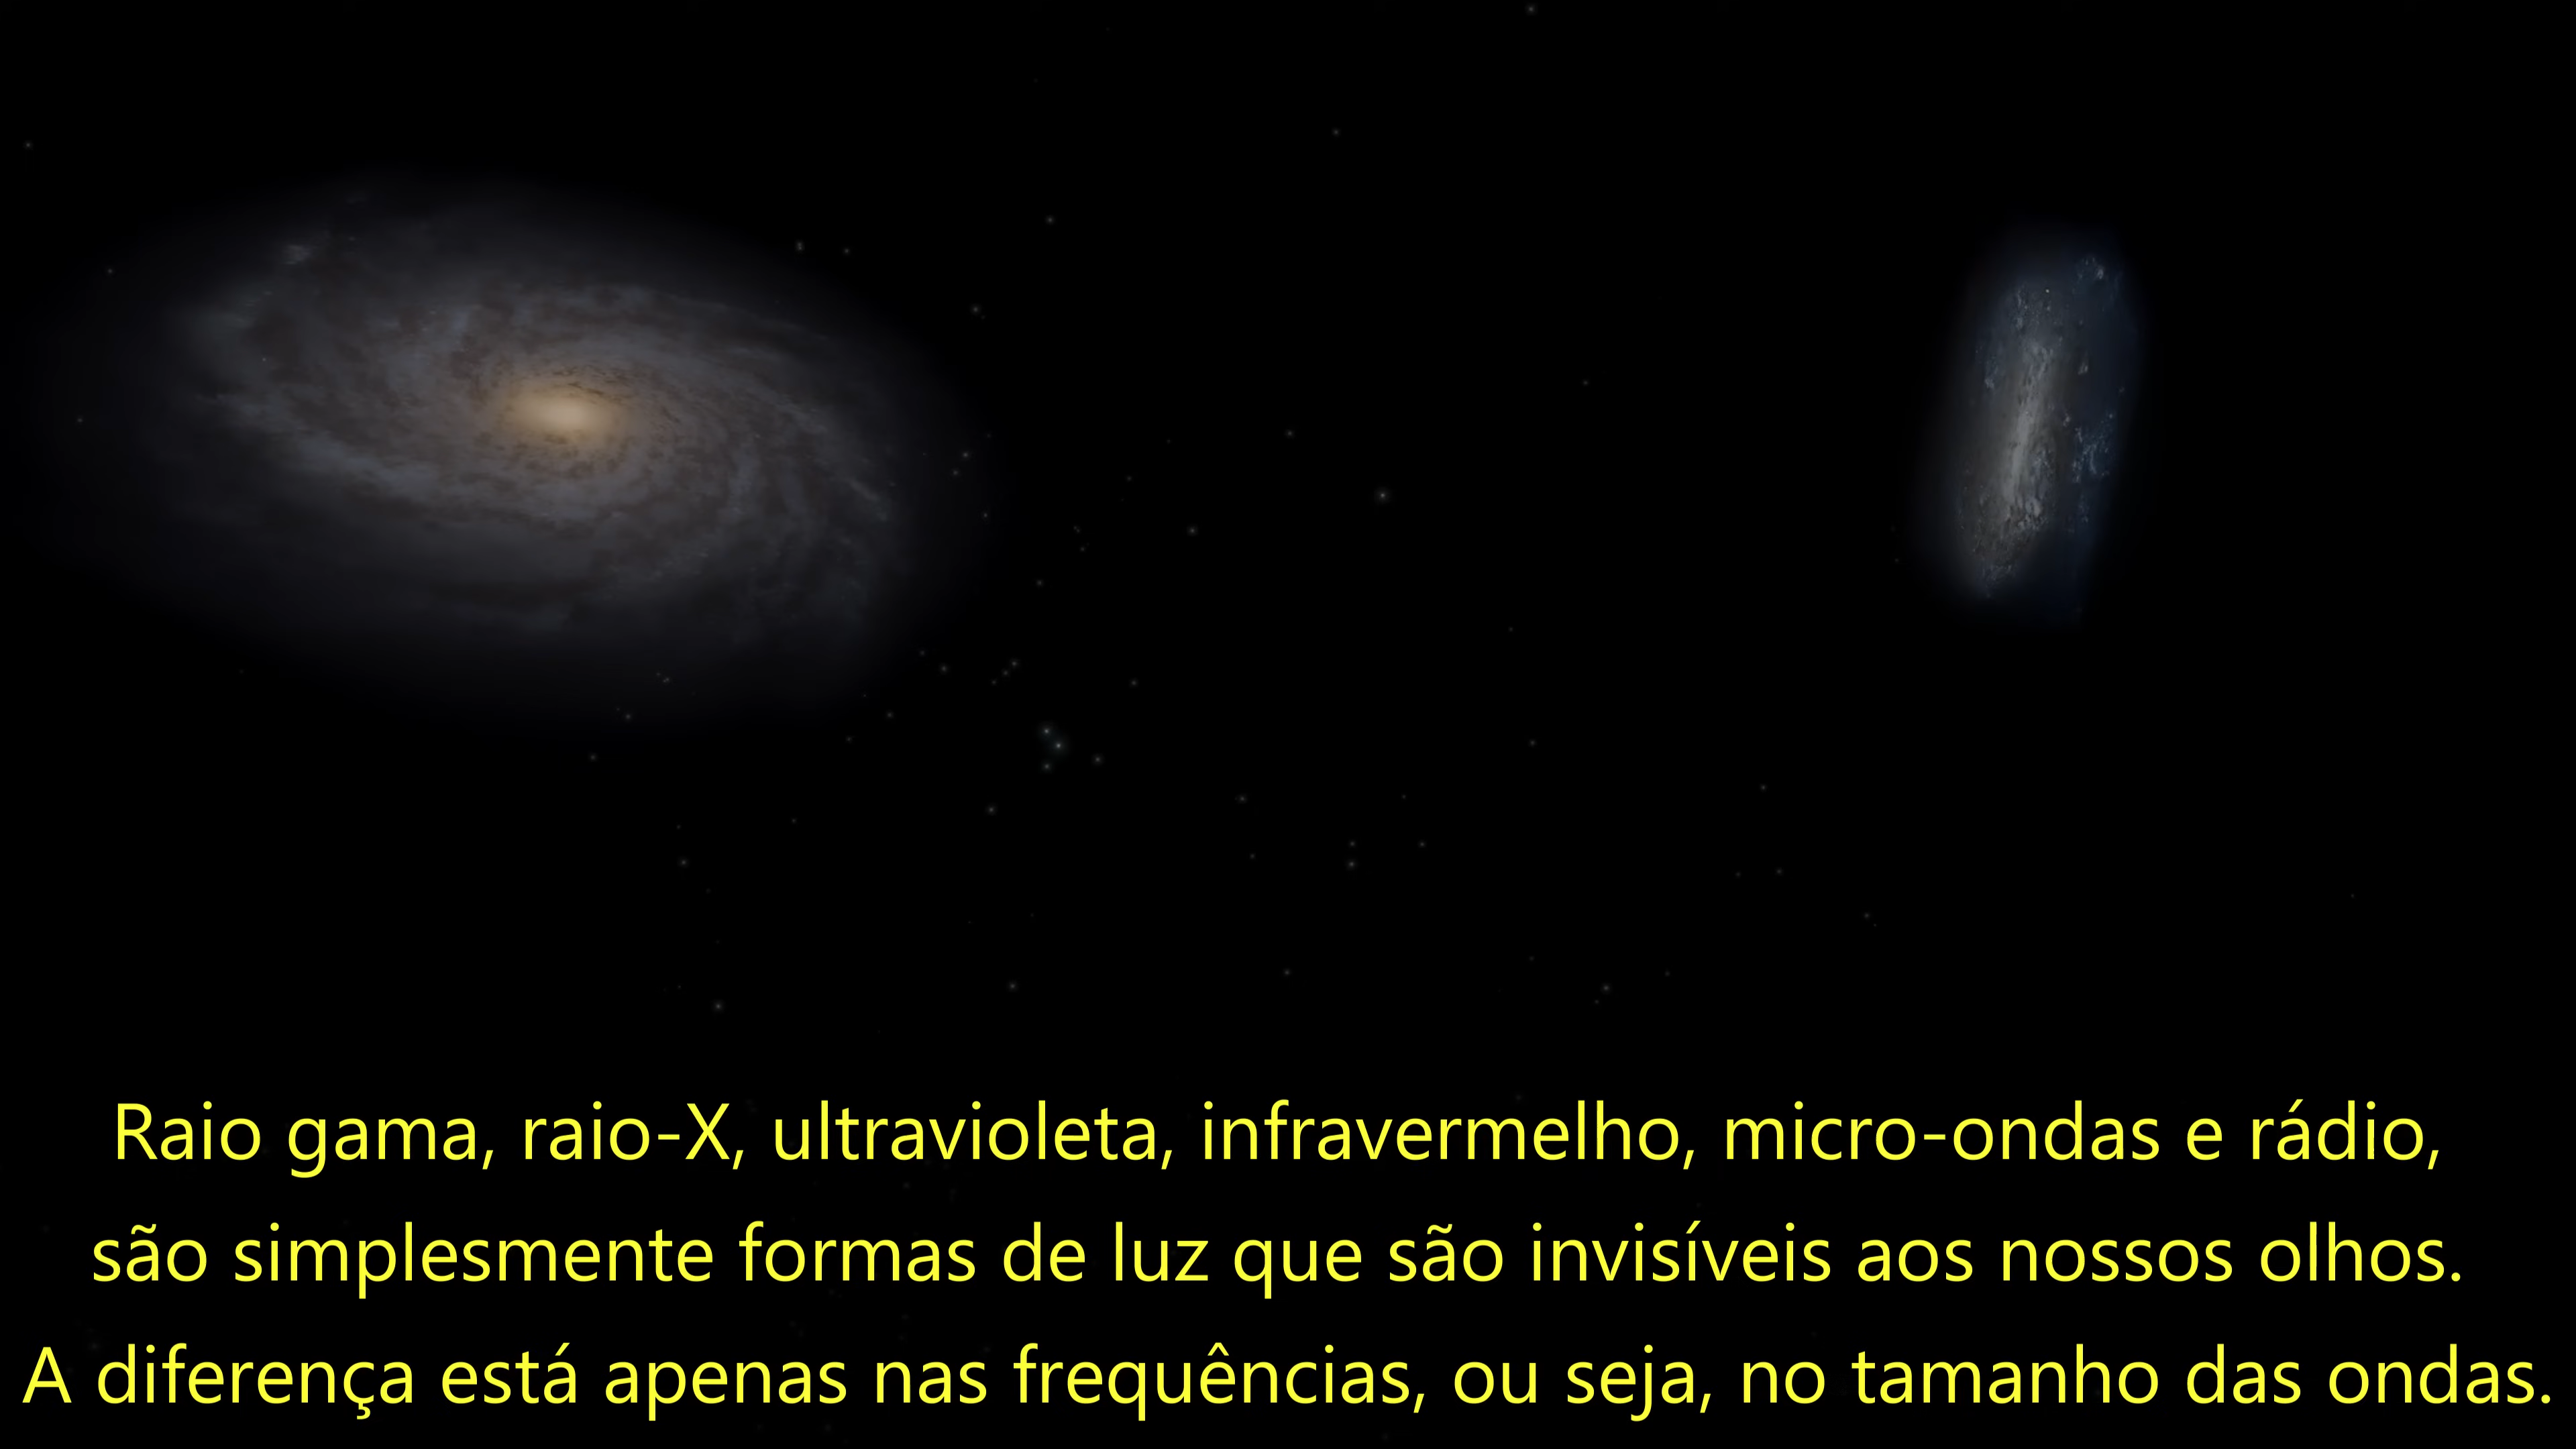 Raio gama, raio-X, ultravioleta, infravermelho, micro-ondas e rádio,
são simplesmente formas de luz que são invisíveis aos nossos olhos.
A diferença está apenas nas frequências, ou seja, no tamanho das ondas.